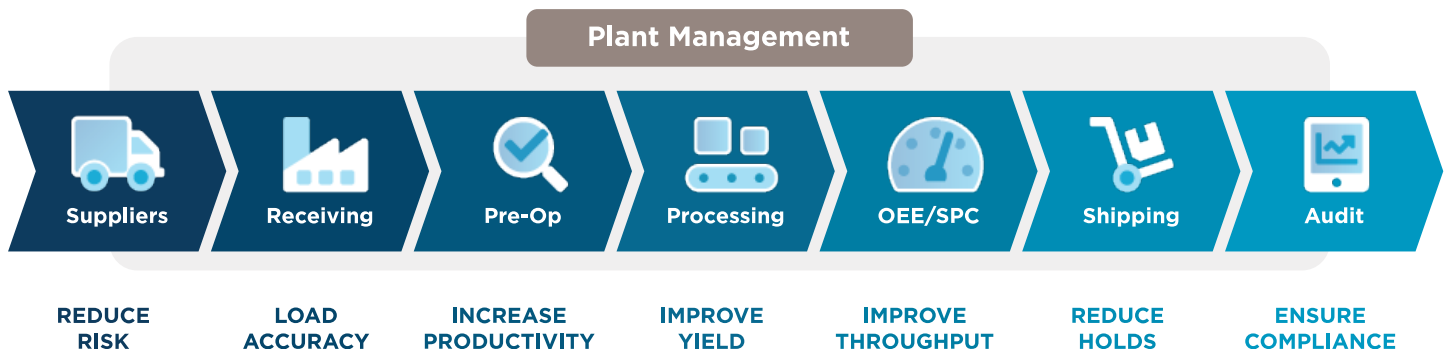 Plant Management
Suppliers
Receiving
Pre-Op
Processing
OEE/SPC
Shipping
Audit
REDUCE
RISK
LOAD
ACCURACY
INCREASE
PRODUCTIVITY
IMPROVE
YIELD
IMPROVE
THROUGHPUT
REDUCE
HOLDS
ENSURE
COMPLIANCE